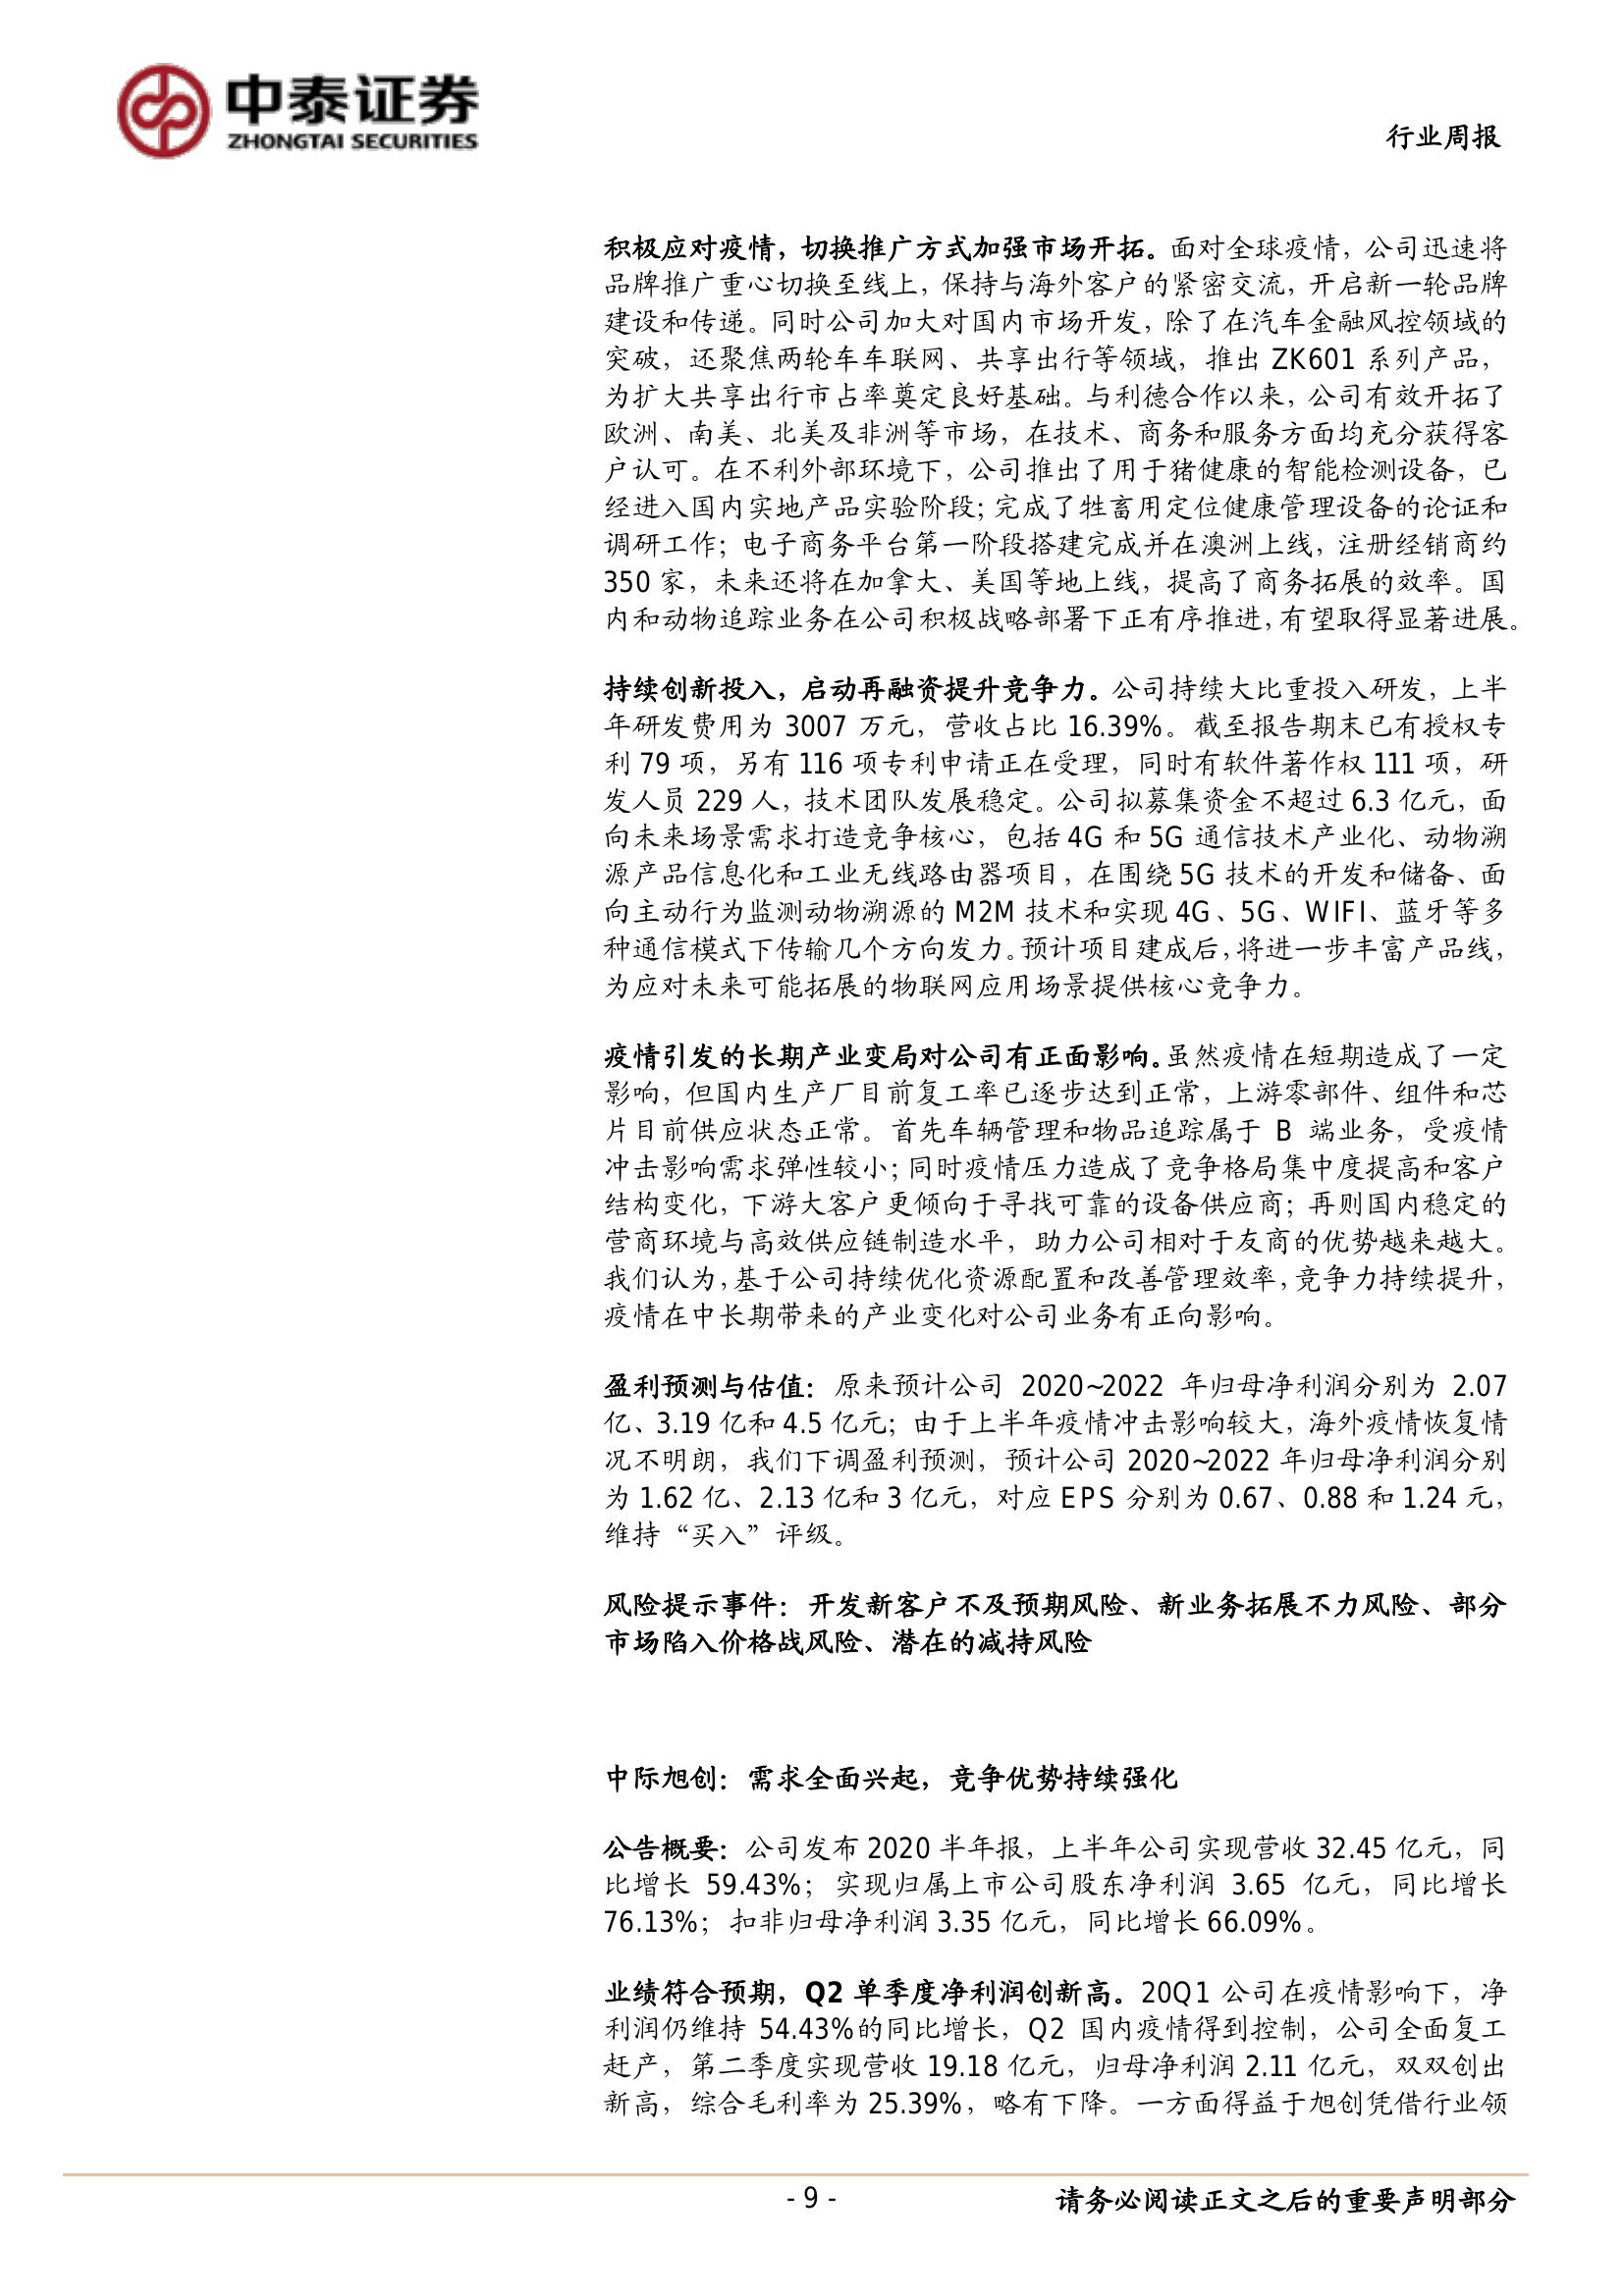 中泰证券
ZHONGTAI SECURITIES
行业周报
积极应对疫情，切换推广方式加强市场开拓。面对全球疫情，公司迅速将
品牌推广重心切换至线上，保持与海外客户的紧密交流，开启新一轮品牌
建设和传递。同时公司加大对国内市场开发，除了在汽车金融风控领域的
突破，还聚焦两轮车车联网、共享出行等领域，推出 ZK601 系列产品，
为扩大共享出行市占率奠定良好基础。与利德合作以来，公司有效开拓了
欧洲、南美、北美及非洲等市场，在技术、商务和服务方面均充分获得客
户认可。在不利外部环境下，公司推出了用于猪健康的智能检测设备，已
经进入国内实地产品实验阶段；完成了牲畜用定位健康管理设备的论证和
调研工作；电子商务平台第一阶段搭建完成并在澳洲上线，注册经销商约
350 家，未来还将在加拿大、美国等地上线，提高了商务拓展的效率。国
内和动物追踪业务在公司积极战略部署下正有序推进，有望取得显著进展。
持续创新投入，启动再融资提升竞争力。公司持续大比重投入研发，上半
年研发费用为 3007 万元，营收占比 16.39%。截至报告期末已有授权专
利 79 项，另有 116 项专利申请正在受理，同时有软件著作权 111 项，研
发人员 229 人，技术团队发展稳定。公司拟募集资金不超过 6.3 亿元，面
向未来场景需求打造竞争核心，包括 4G 和 5G 通信技术产业化、动物溯
源产品信息化和工业无线路由器项目，在围绕 5G 技术的开发和储备、面
向主动行为监测动物溯源的 M2M 技术和实现 4G、5G、WIFI、蓝牙等多
种通信模式下传输几个方向发力。预计项目建成后，将进一步丰富产品线，
为应对未来可能拓展的物联网应用场景提供核心竞争力。
疫情引发的长期产业变局对公司有正面影响。虽然疫情在短期造成了一定
影响，但国内生产厂目前复工率已逐步达到正常，上游零部件、组件和芯
片目前供应状态正常。首先车辆管理和物品追踪属于 B 端业务，受疫情
冲击影响需求弹性较小；同时疫情压力造成了竞争格局集中度提高和客户
结构变化，下游大客户更倾向于寻找可靠的设备供应商；再则国内稳定的
营商环境与高效供应链制造水平，助力公司相对于友商的优势越来越大。
我们认为，基于公司持续优化资源配置和改善管理效率，竞争力持续提升，
疫情在中长期带来的产业变化对公司业务有正向影响。
盈利预测与估值：原来预计公司 2020~2022 年归母净利润分别为 2.07
亿、3.19 亿和 4.5 亿元；由于上半年疫情冲击影响较大，海外疫情恢复情
况不明朗，我们下调盈利预测，预计公司 2020~2022 年归母净利润分别
为 1.62 亿、2.13 亿和 3 亿元，对应 EPS 分别为 0.67、0.88 和 1.24 元，
维持“买入”评级。
风险提示事件：开发新客户不及预期风险、新业务拓展不力风险、部分
市场陷入价格战风险、潜在的减持风险
中际旭创：需求全面兴起，竞争优势持续强化
公告概要：公司发布 2020 半年报，上半年公司实现营收 32.45 亿元，同
比增长 59.43%；实现归属上市公司股东净利润 3.65 亿元，同比增长
76.13%；扣非归母净利润 3.35 亿元，同比增长 66.09%。
业绩符合预期，Q2 单季度净利润创新高。20Q1 公司在疫情影响下，净
利润仍维持 54.43%的同比增长，Q2 国内疫情得到控制，公司全面复工
赶产，第二季度实现营收 19.18 亿元，归母净利润 2.11 亿元，双双创出
新高，综合毛利率为 25.39%，略有下降。一方面得益于旭创凭借行业领
- 9 -
请务必阅读正文之后的重要声明部分